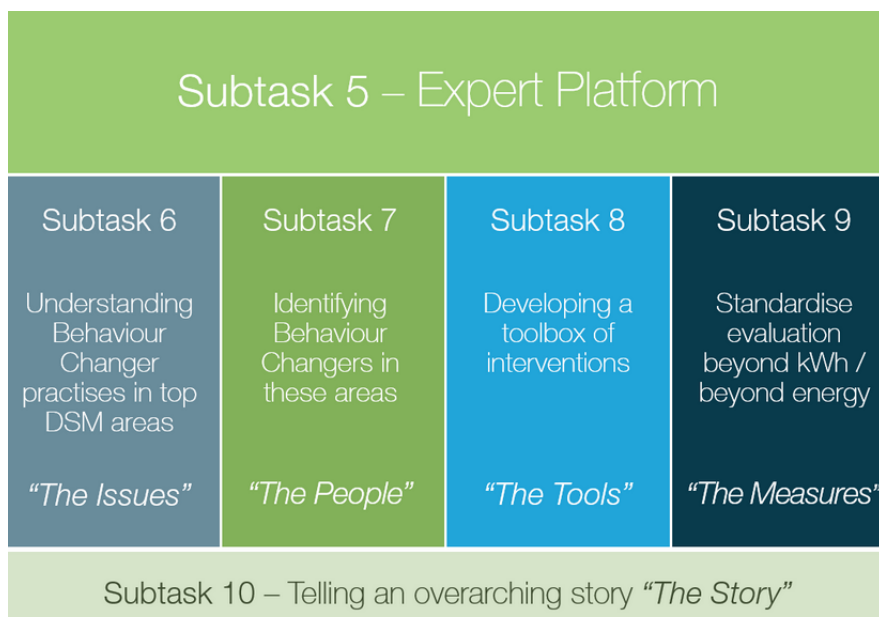 Subtask 5 – Expert Platform
Subtask 6
Understanding
Behaviour
Changer
practises in top
DSM areas
“The Issues”
Subtask 7
Identifying
Behaviour
Changers in
these areas
“The People”
Subtask 8
Developing a
toolbox of
interventions
“The Tools”
Subtask 9
Standardise
evaluation
beyond kWh /
beyond energy
“The Measures”
Subtask 10 – Telling an overarching story “The Story”